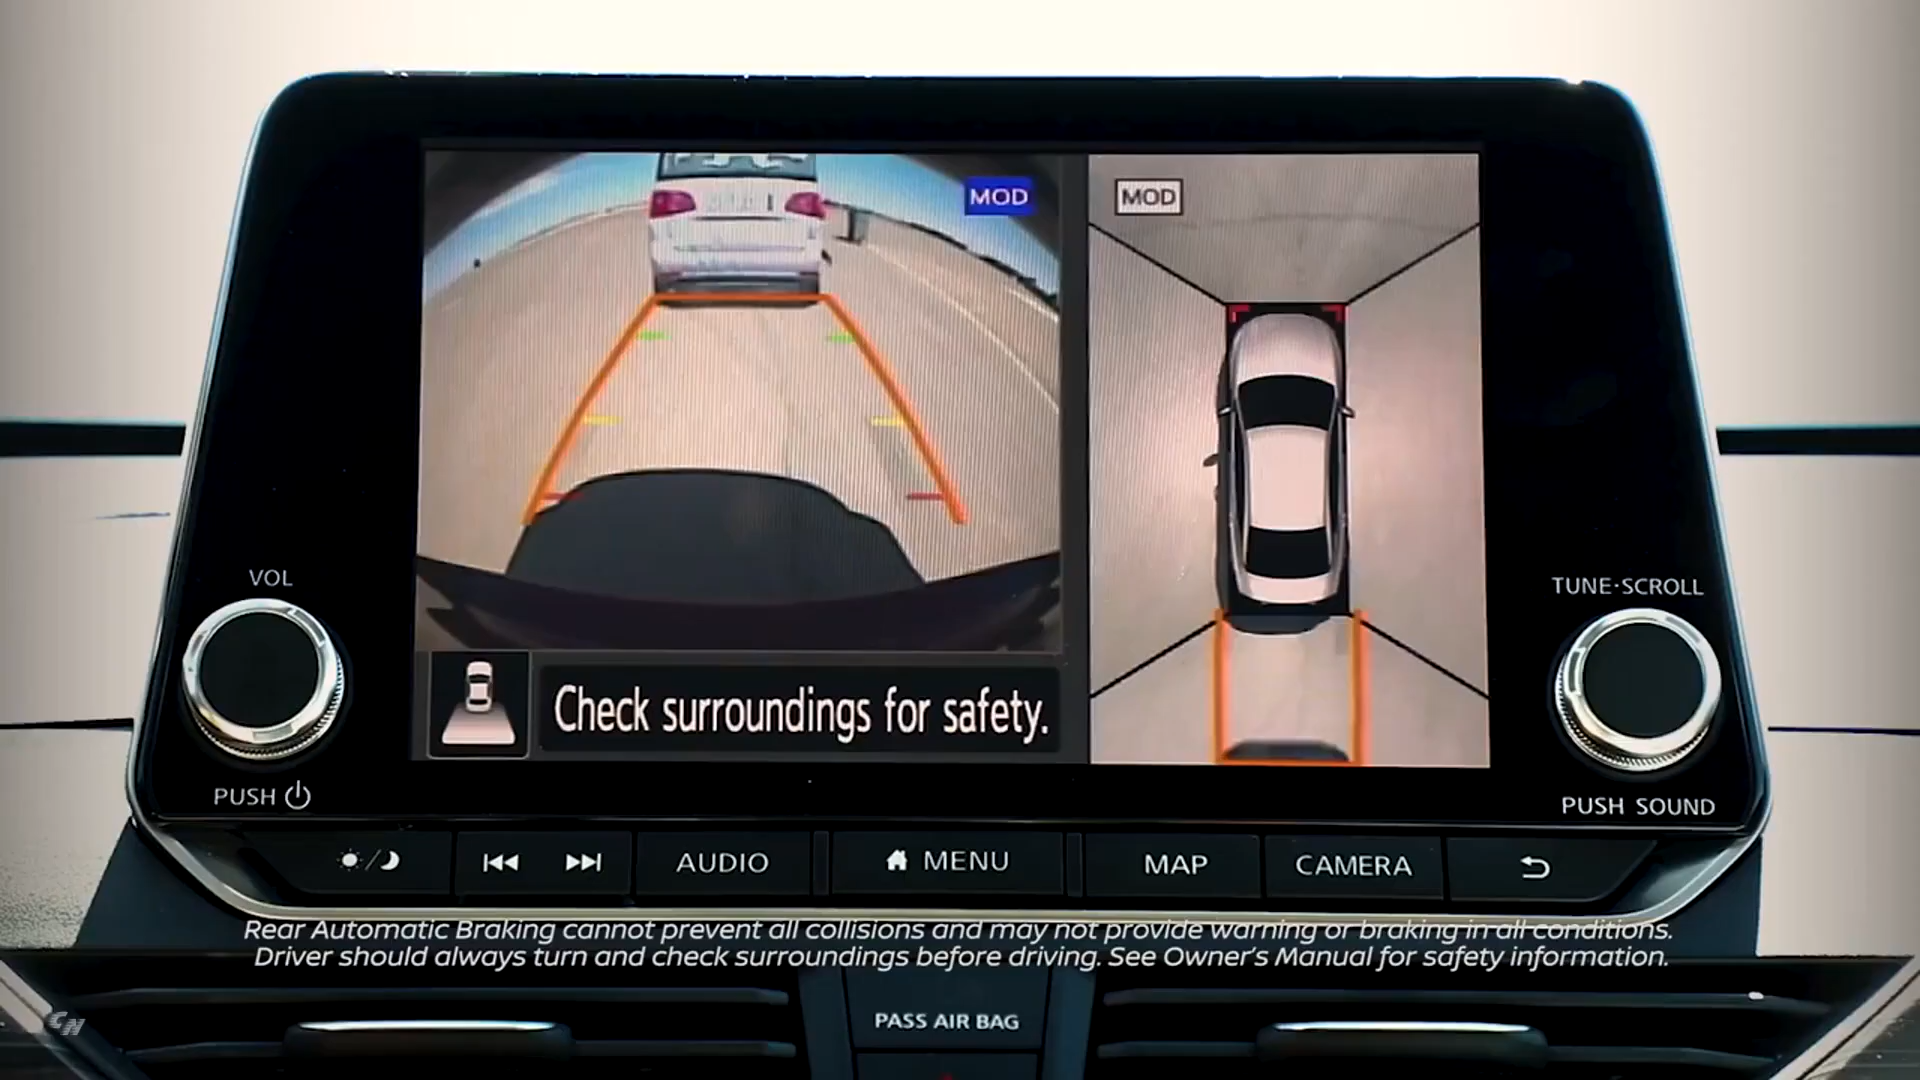 MOD
MOD
Check surroundings for safety.
VOL
PUSH
TUNE·SCROLL
PUSH SOUND
AUDIO
MENU
MAP
CAMERA
Rear Automatic Braking cannot prevent all collisions and may not provide warning or braking in all conditions.
Driver should always turn and check surroundings before driving. See Owner's Manual for safety information.
PASS AIR BAG
CN